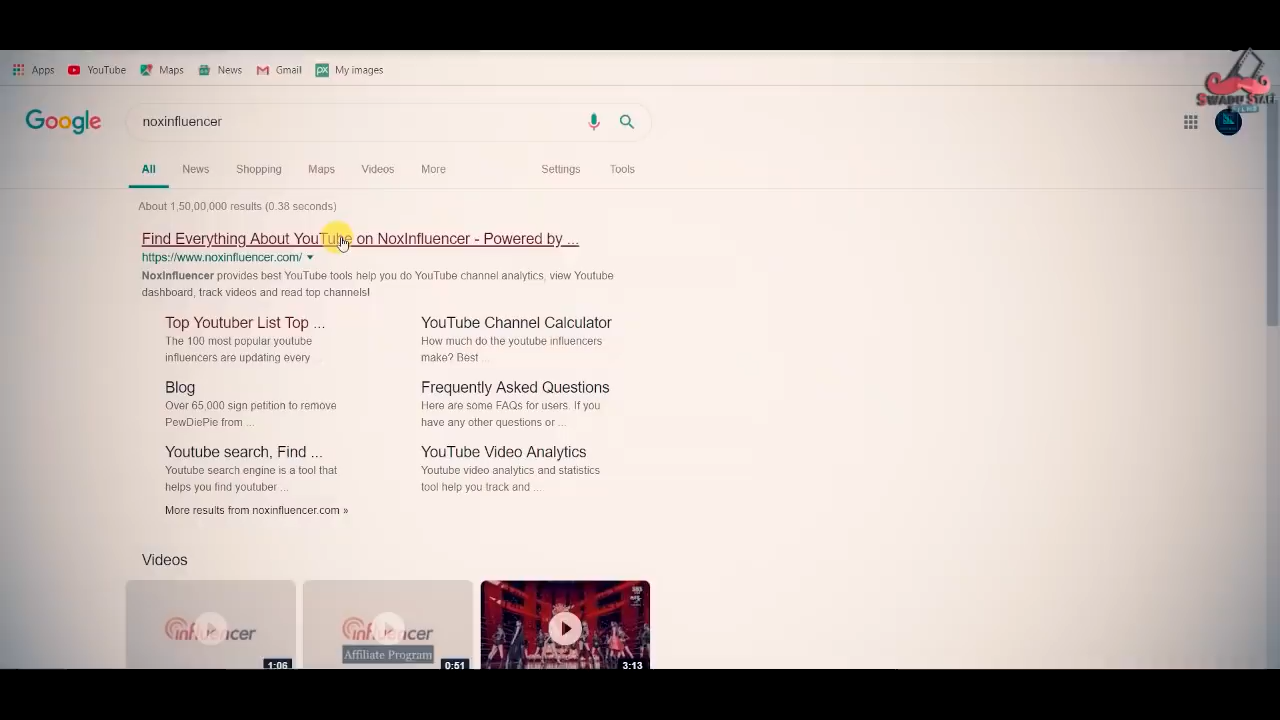 Apps YouTube Maps News Gmail My images
SWADU STAFF
FILMS
Google noxinfluencer
All News Shopping Maps Videos More Settings Tools
About 1,50,00,000 results (0.38 seconds)
Find Everything About YouTube on NoxInfluencer - Powered by ...
https://www.noxinfluencer.com/
NoxInfluencer provides best YouTube tools help you do YouTube channel analytics, view Youtube
dashboard, track videos and read top channels!
Top Youtuber List Top ...
The 100 most popular youtube
influencers are updating every ...
YouTube Channel Calculator
How much do the youtube influencers
make? Best ...
Blog
Over 65,000 sign petition to remove
PewDiePie from ...
Frequently Asked Questions
Here are some FAQs for users. If you
have any other questions or ...
Youtube search, Find ...
Youtube search engine is a tool that
helps you find youtuber ...
YouTube Video Analytics
Youtube video analytics and statistics
tool help you track and ...
More results from noxinfluencer.com »
Videos
influencer
1:06
influencer
Affiliate Program
0:51
3:13